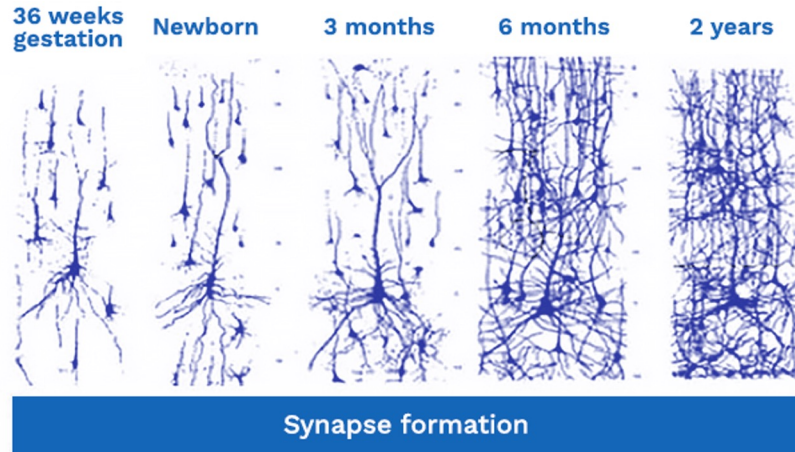 36 weeks
gestation
Newborn
3 months
6 months
2 years
Synapse formation